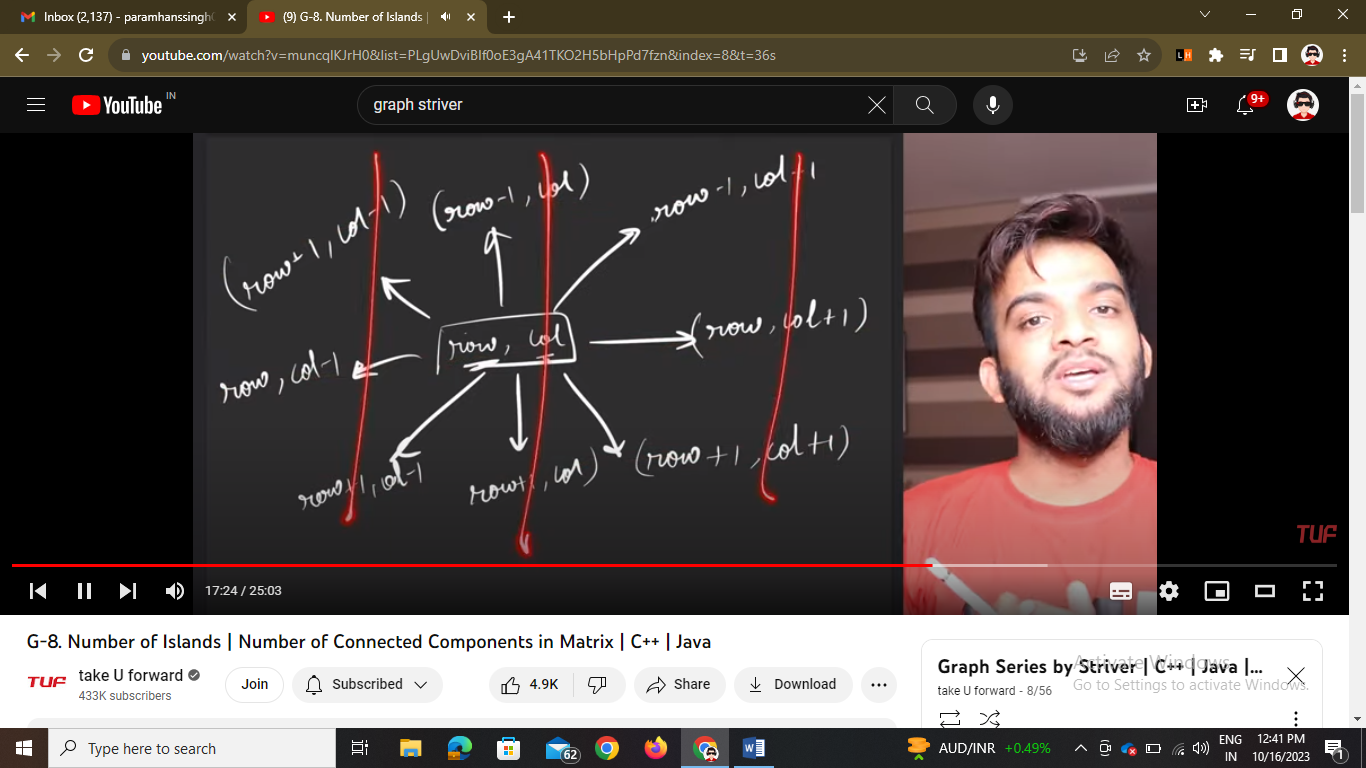 Inbox (2,137) - paramhanssingh
(9) G-8. Number of Islands |
youtube.com/watch?v=muncqlKJrH0&list=PLgUwDviBIf0oE3gA41TKO2H5bHpPd7fzn&index=8&t=36s
LH
YouTube IN
graph striver
9+
(row+1, col-1)
(row-1, col)
row-1, col+1
row, col-1
row, col
(row, col+1)
row+1, col-1
row+1, col)
(row+1, col+1)
TUF
17:24 / 25:03
G-8. Number of Islands | Number of Connected Components in Matrix | C++ | Java
TUF
take U forward
433K subscribers
Join
Subscribed
4.9K
Share
Download
Graph Series by Striver | C++ | Java |...
take U forward - 8/56
Activate Windows
Go to Settings to activate Windows.
Type here to search
62
AUD/INR +0.49%
ENG
IN
12:41 PM
10/16/2023
1